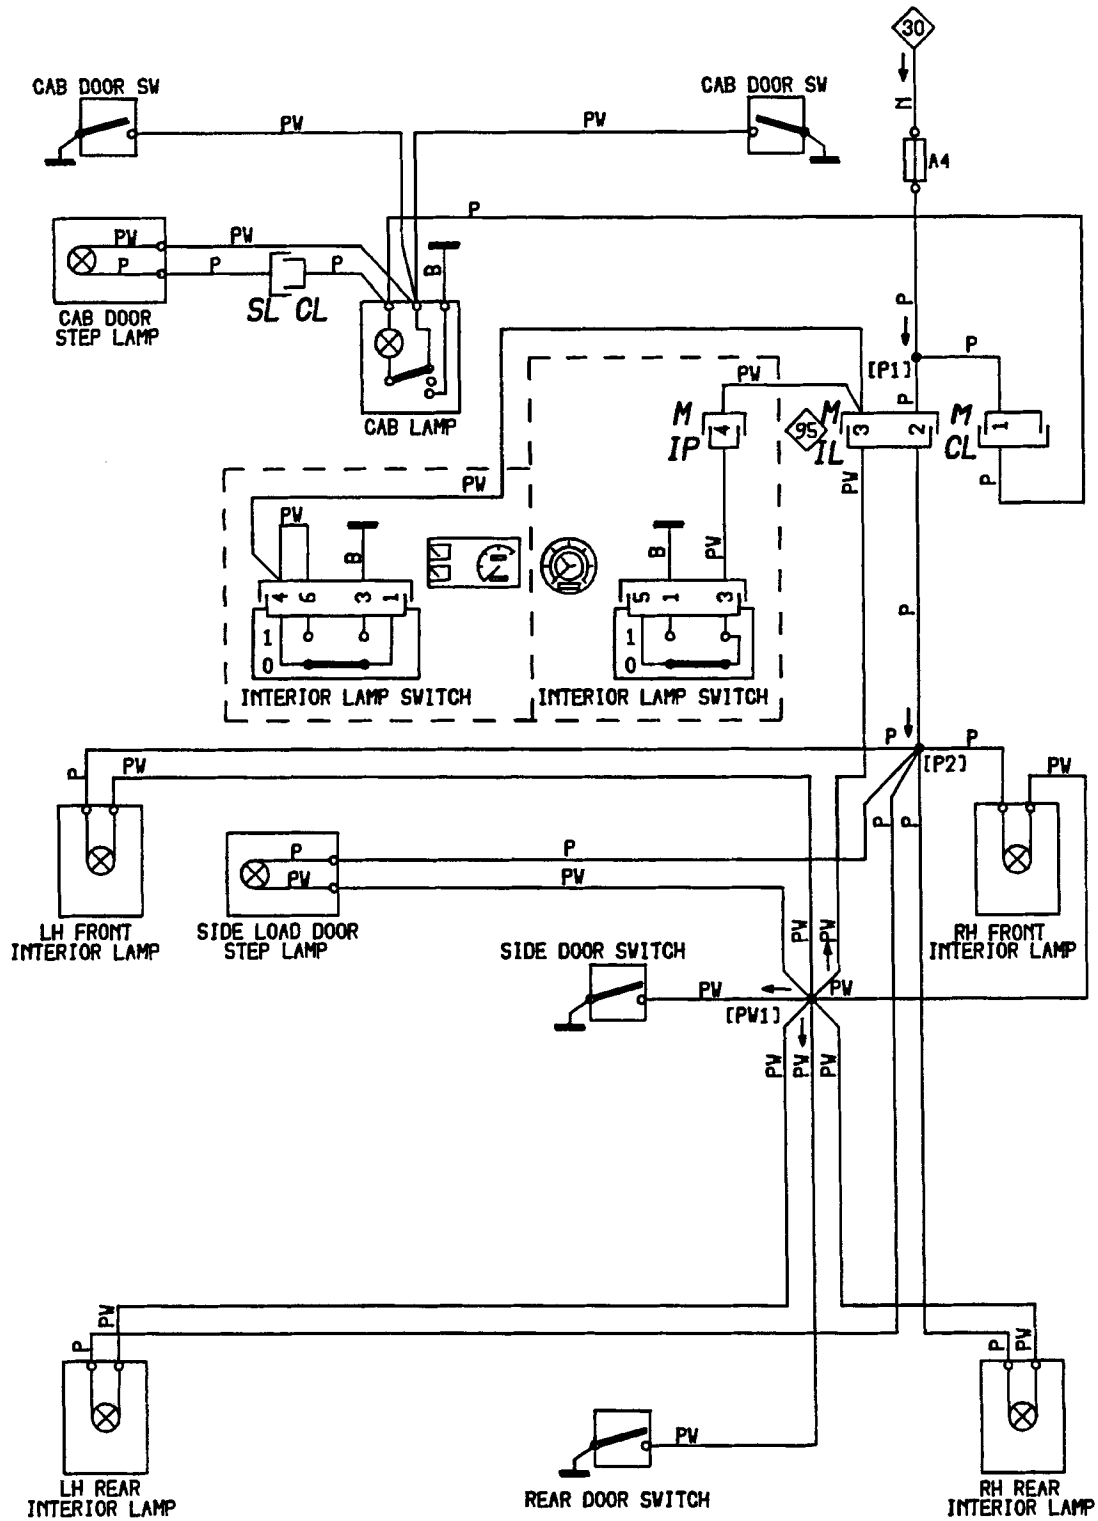 30
CAB DOOR SW
CAB DOOR SW
PW
PW
N
A4
P
PW
PW
P
P
P
B
SL CL
CAB DOOR
STEP LAMP
P
P
[P1]
P
PW
M
IP
4
95
M
IL
3
2
M
CL
1
CAB LAMP
PW
PW
P
PW
B
B
PW
4
6
3
1
5
1
3
1
0
1
0
INTERIOR LAMP SWITCH
INTERIOR LAMP SWITCH
P
P
P
[P2]
P
PW
PW
P
P
P
PW
P
PW
LH FRONT
INTERIOR LAMP
SIDE LOAD DOOR
STEP LAMP
PW
PW
RH FRONT
INTERIOR LAMP
SIDE DOOR SWITCH
PW
PW
[PW1]
PW
PW
PW
PW
P
P
PW
LH REAR
INTERIOR LAMP
PW
REAR DOOR SWITCH
RH REAR
INTERIOR LAMP